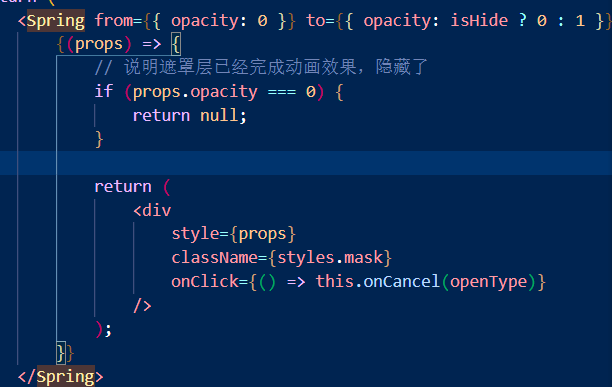 <Spring from={{ opacity: 0 }} to={{ opacity: isHide ? 0 : 1 }}
{(props) => {
// 说明遮罩层已经完成动画效果，隐藏了
if (props.opacity === 0) {
return null;
}
return (
<div
style={props}
className={styles.mask}
onClick={() => this.onCancel(openType)}
/>
);
}}
</Spring>